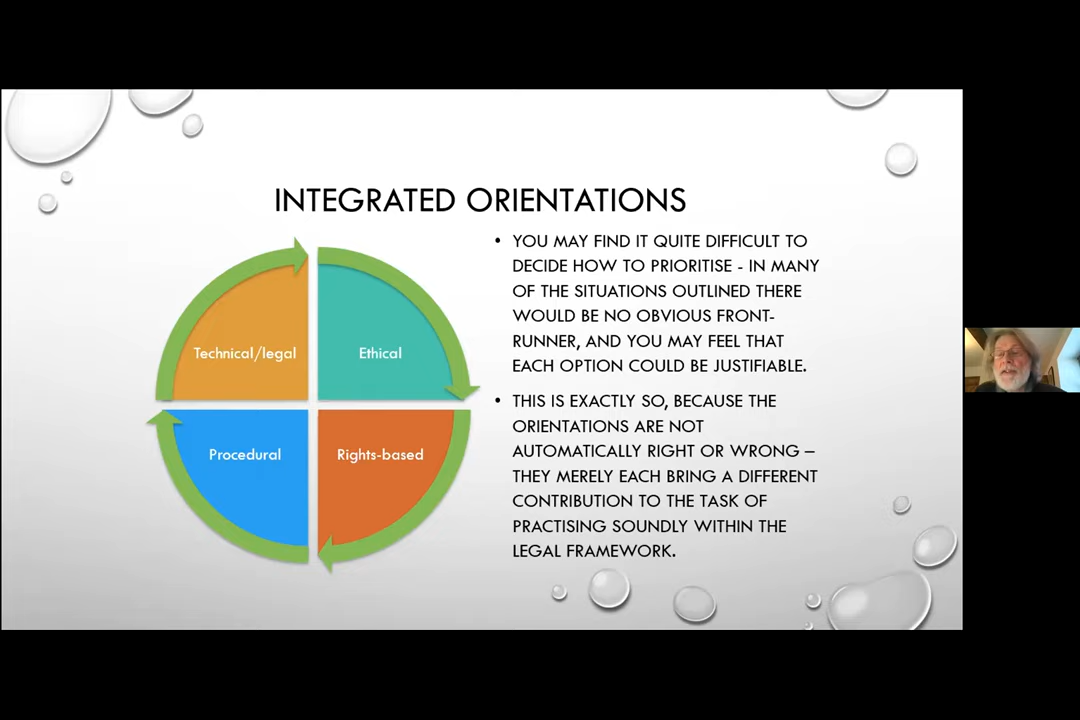 INTEGRATED ORIENTATIONS
Technical/legal
Ethical
Procedural
Rights-based
• YOU MAY FIND IT QUITE DIFFICULT TO
DECIDE HOW TO PRIORITISE - IN MANY
OF THE SITUATIONS OUTLINED THERE
WOULD BE NO OBVIOUS FRONT-
RUNNER, AND YOU MAY FEEL THAT
EACH OPTION COULD BE JUSTIFIABLE.
• THIS IS EXACTLY SO, BECAUSE THE
ORIENTATIONS ARE NOT
AUTOMATICALLY RIGHT OR WRONG –
THEY MERELY EACH BRING A DIFFERENT
CONTRIBUTION TO THE TASK OF
PRACTISING SOUNDLY WITHIN THE
LEGAL FRAMEWORK.